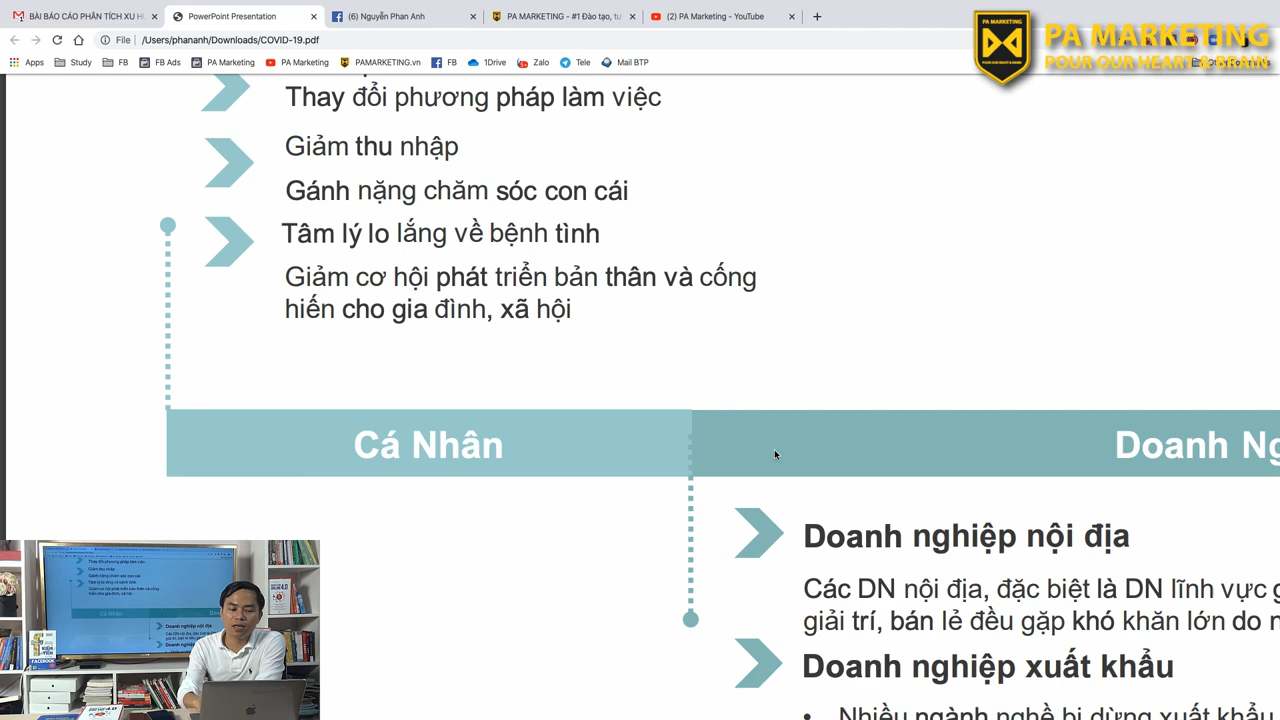 BÀI BÁO CÁO PHÂN TÍCH XU H
PowerPoint Presentation
(6) Nguyễn Phan Anh
PA MARKETING - #1 Đào tạo, tư
(2) PA Marketing - YouTube
File
/Users/phananh/Downloads/COVID-19.pdf
PA MARKETING
POUR OUR HEART & BRAIN
Apps
Study
FB
FB Ads
PA Marketing
PA Marketing
PAMARKETING.vn
FB
1Drive
Zalo
Tele
Mail BTP
Thay đổi phương pháp làm việc
Giảm thu nhập
Gánh nặng chăm sóc con cái
Tâm lý lo lắng về bệnh tình
Giảm cơ hội phát triển bản thân và cống
hiến cho gia đình, xã hội
Cá Nhân
Doanh Ng
Doanh nghiệp nội địa
Các DN nội địa, đặc biệt là DN lĩnh vực g
giải trí, bán lẻ đều gặp khó khăn lớn do n
Doanh nghiệp xuất khẩu
• Nhiều ngành nghề bị dừng xuất khẩu